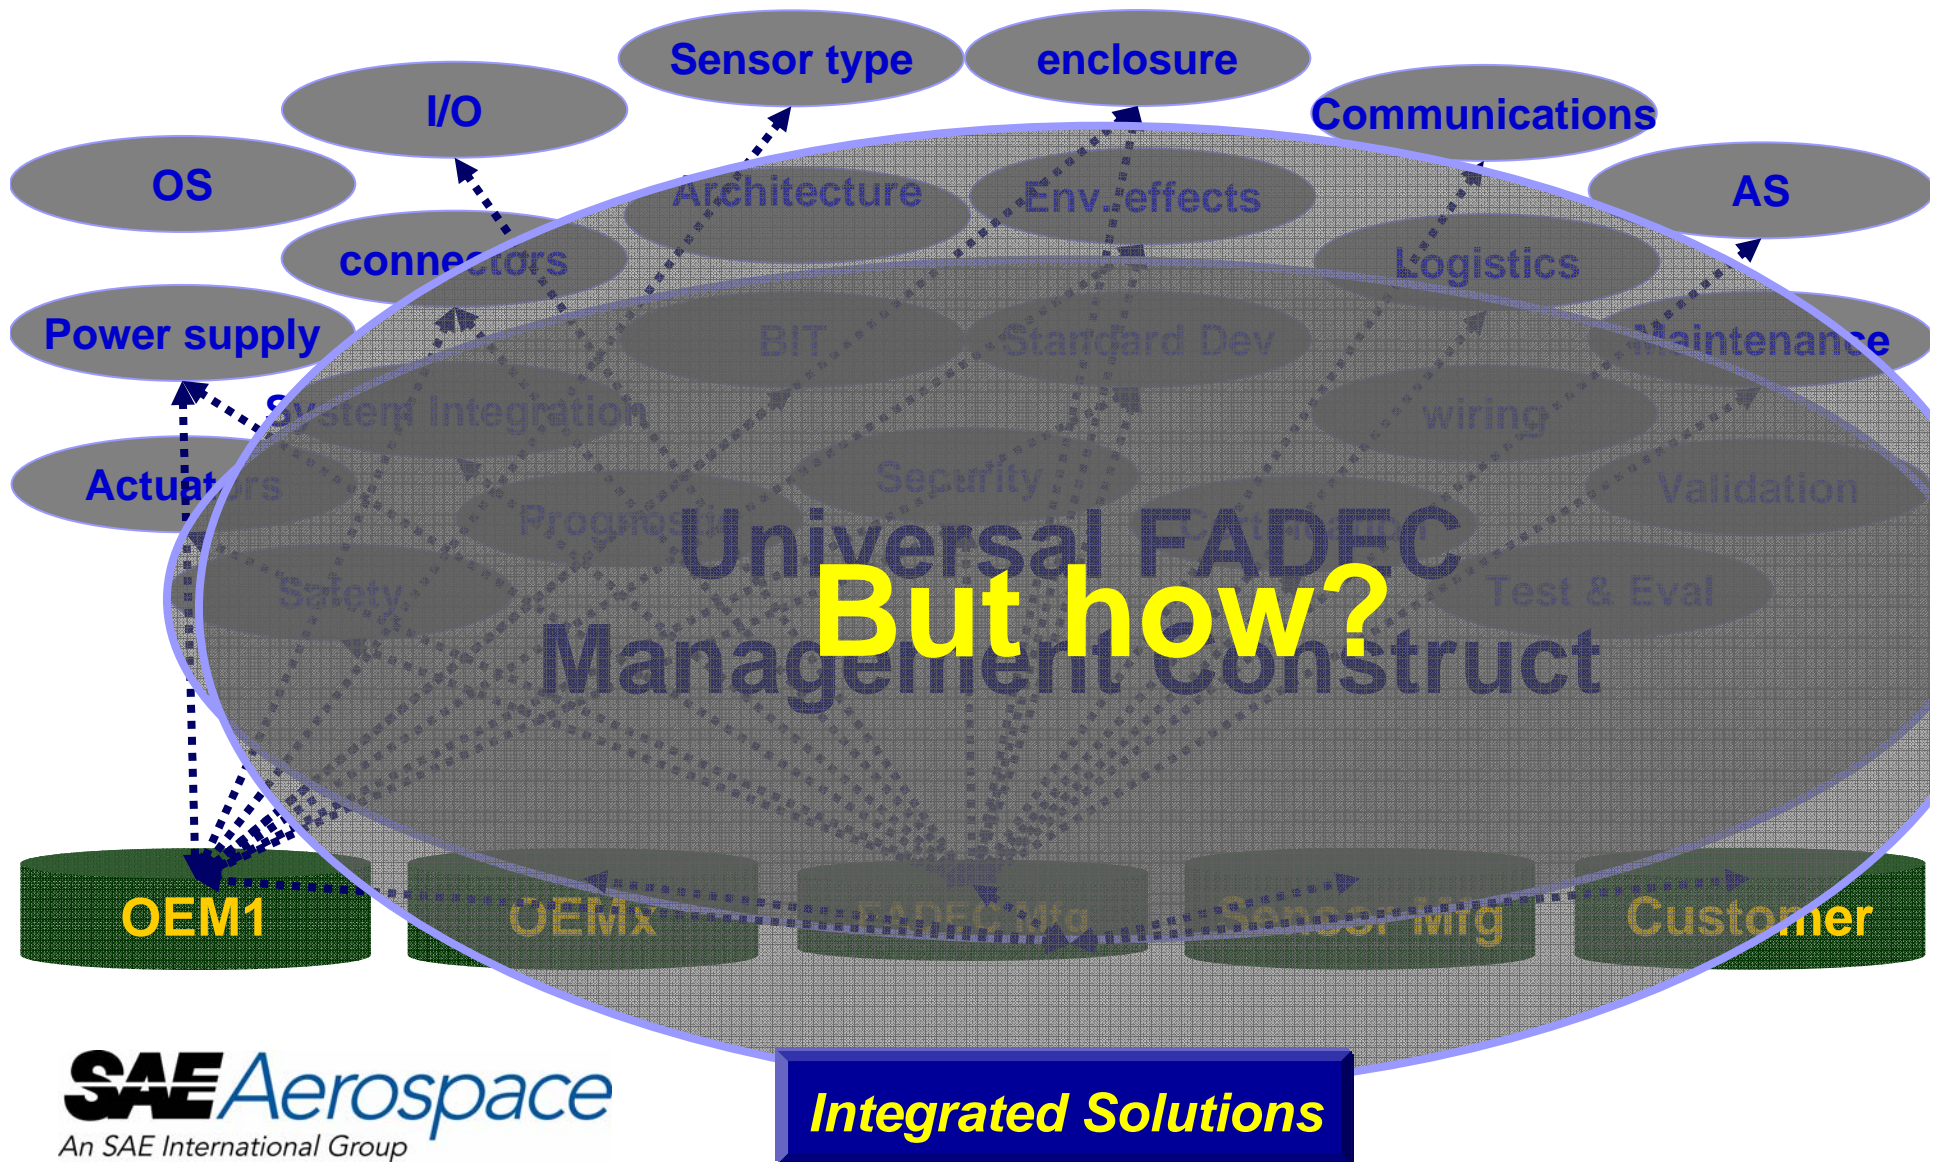 Sensor type
enclosure
I/O
Communications
OS
Architecture
Env. effects
AS
connectors
Logistics
Power supply
BIT
Standard Dev
Maintenance
System Integration
wiring
Actuators
Security
Validation
Prognostic
Certification
Universal FADEC
Safety
But how?
Test & Eval
Management Construct
OEM1
OEMx
FADEC Mfg
Sensor Mfg
Customer
SAE Aerospace
An SAE International Group
Integrated Solutions